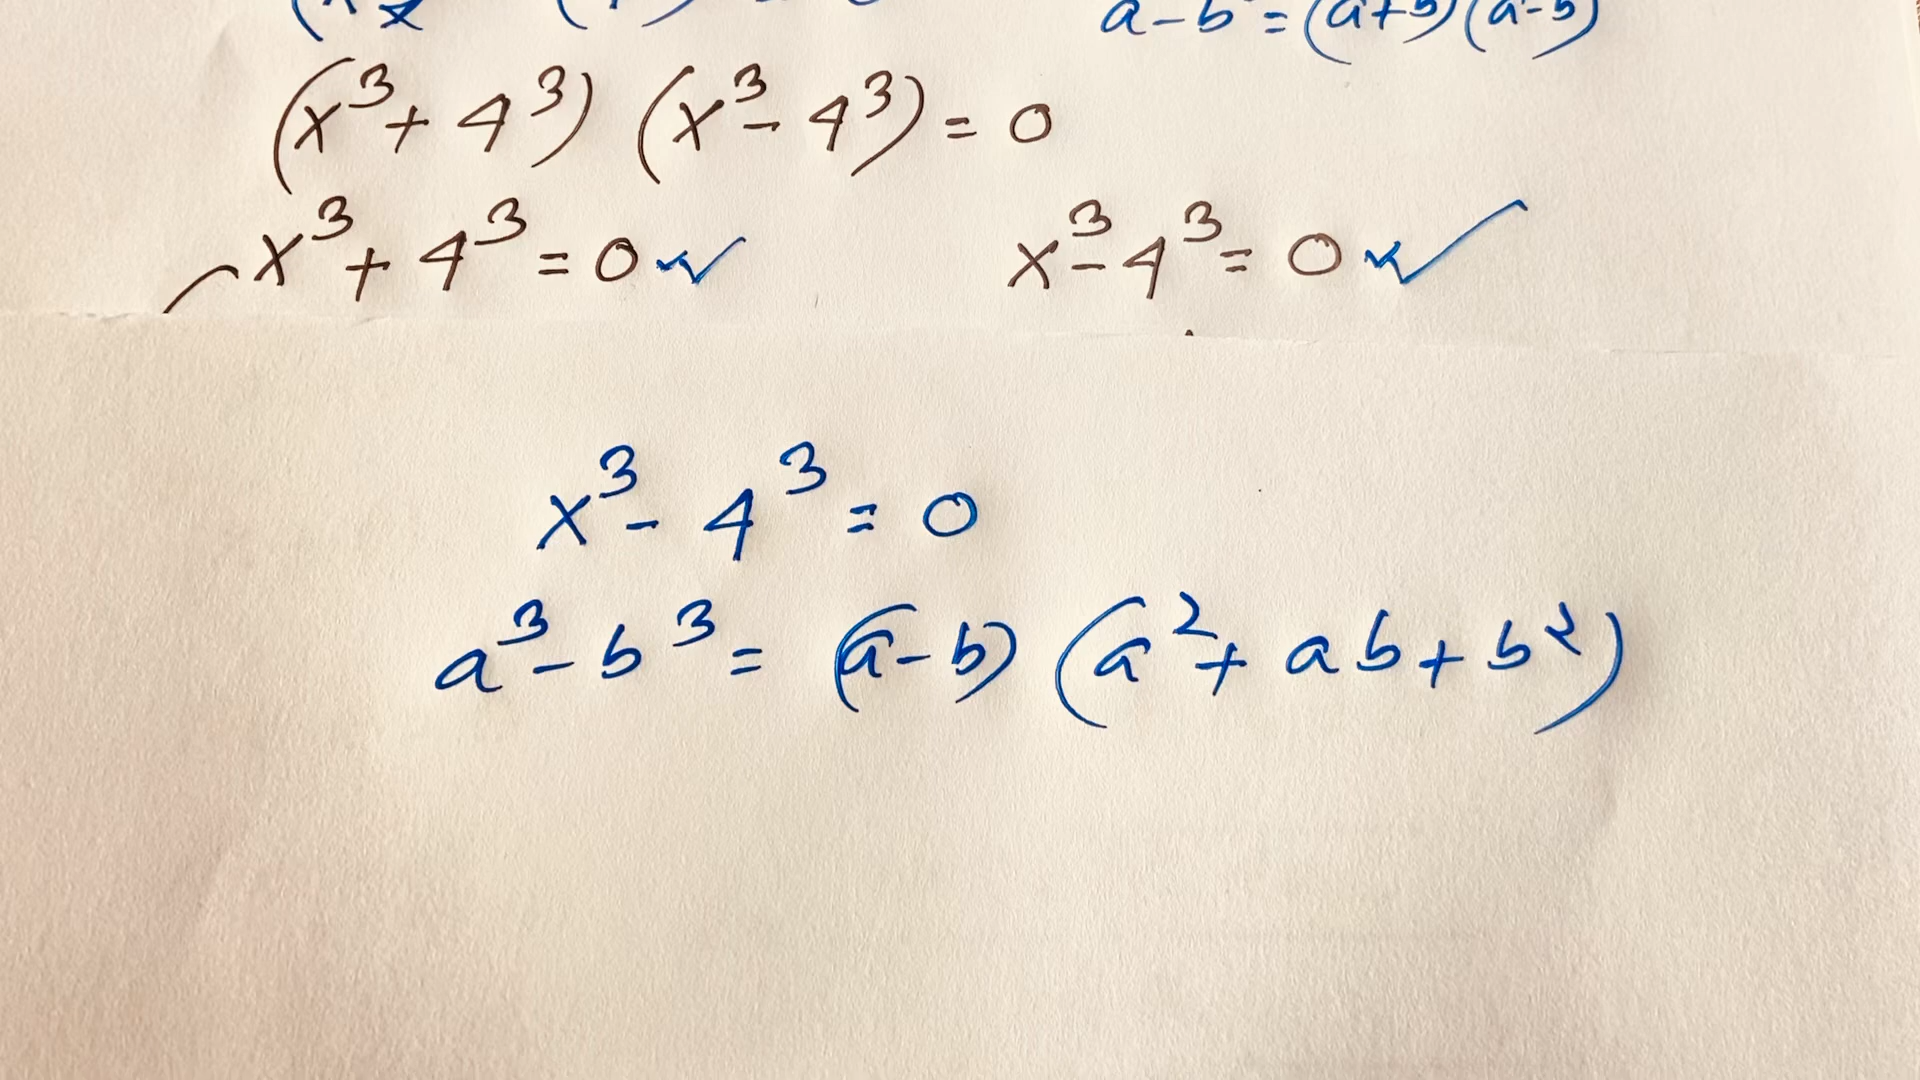 a - b = (a+b)(a-b)
(x³ + 4³) (x³ - 4³) = 0
x³ + 4³ = 0 x³ - 4³ = 0
x³ - 4³ = 0
a³ - b³ = (a - b) (a² + ab + b²)